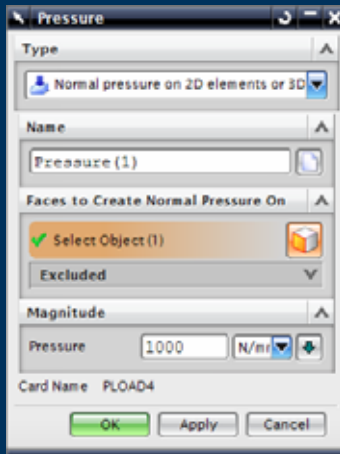 Pressure
Type
Normal pressure on 2D elements or 3D
Name
Pressure(1)
Faces to Create Normal Pressure On
Select Object (1)
Excluded
Magnitude
Pressure 1000 N/m
Card Name PLOAD4
OK Apply Cancel